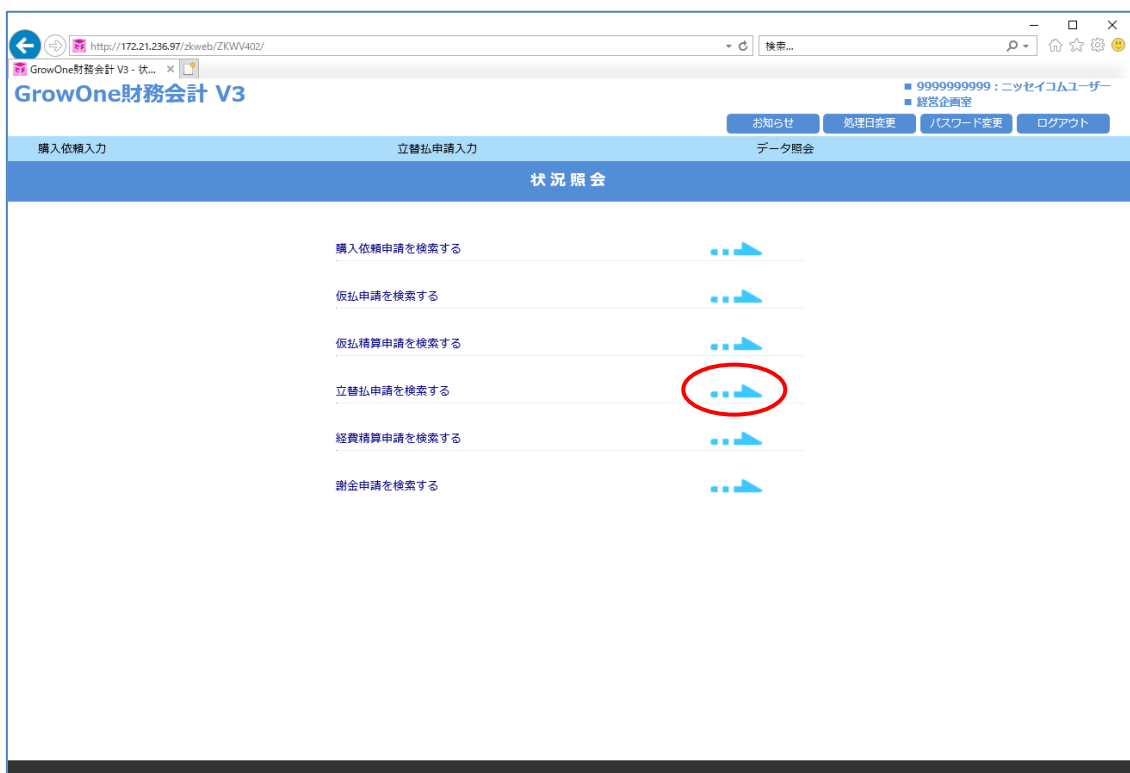 http://172.21.236.97/zkweb/ZKWV402/
検索...
GrowOne財務会計 V3 - 状...
GrowOne財務会計 V3
■ 9999999999：ニッセイコムユーザー
■ 経営企画室
お知らせ 処理日変更 パスワード変更 ログアウト
購入依頼入力 立替払申請入力 データ照会
状況照会
購入依頼申請を検索する
仮払申請を検索する
仮払精算申請を検索する
立替払申請を検索する
経費精算申請を検索する
謝金申請を検索する